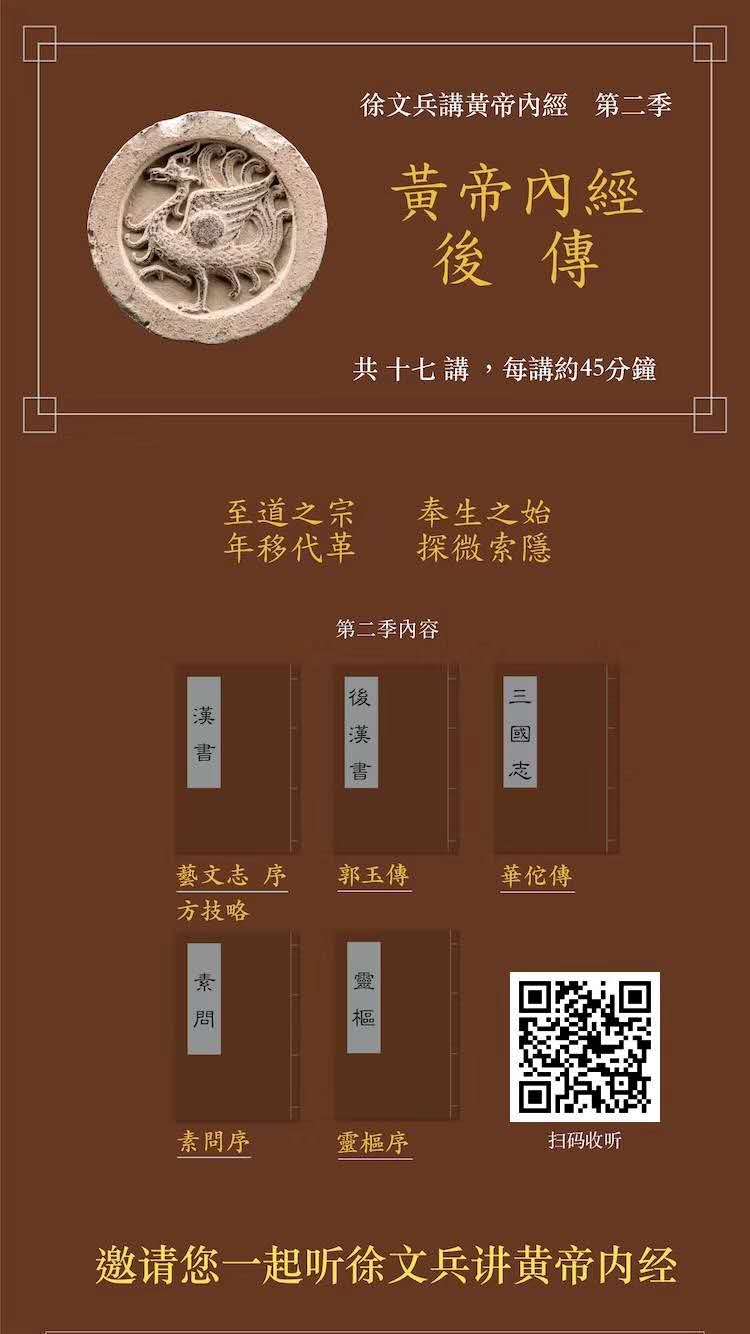 徐文兵講黃帝內經　第二季
黃帝內經
後 傳
共 十七 講 ，每講約45分鐘
至道之宗 奉生之始
年移代革 探微索隱
第二季內容
漢書
後漢書
三國志
藝文志 序
方技略
郭玉傳
華佗傳
素問
靈樞
素問序
靈樞序
扫码收听
邀请您一起听徐文兵讲黄帝内经